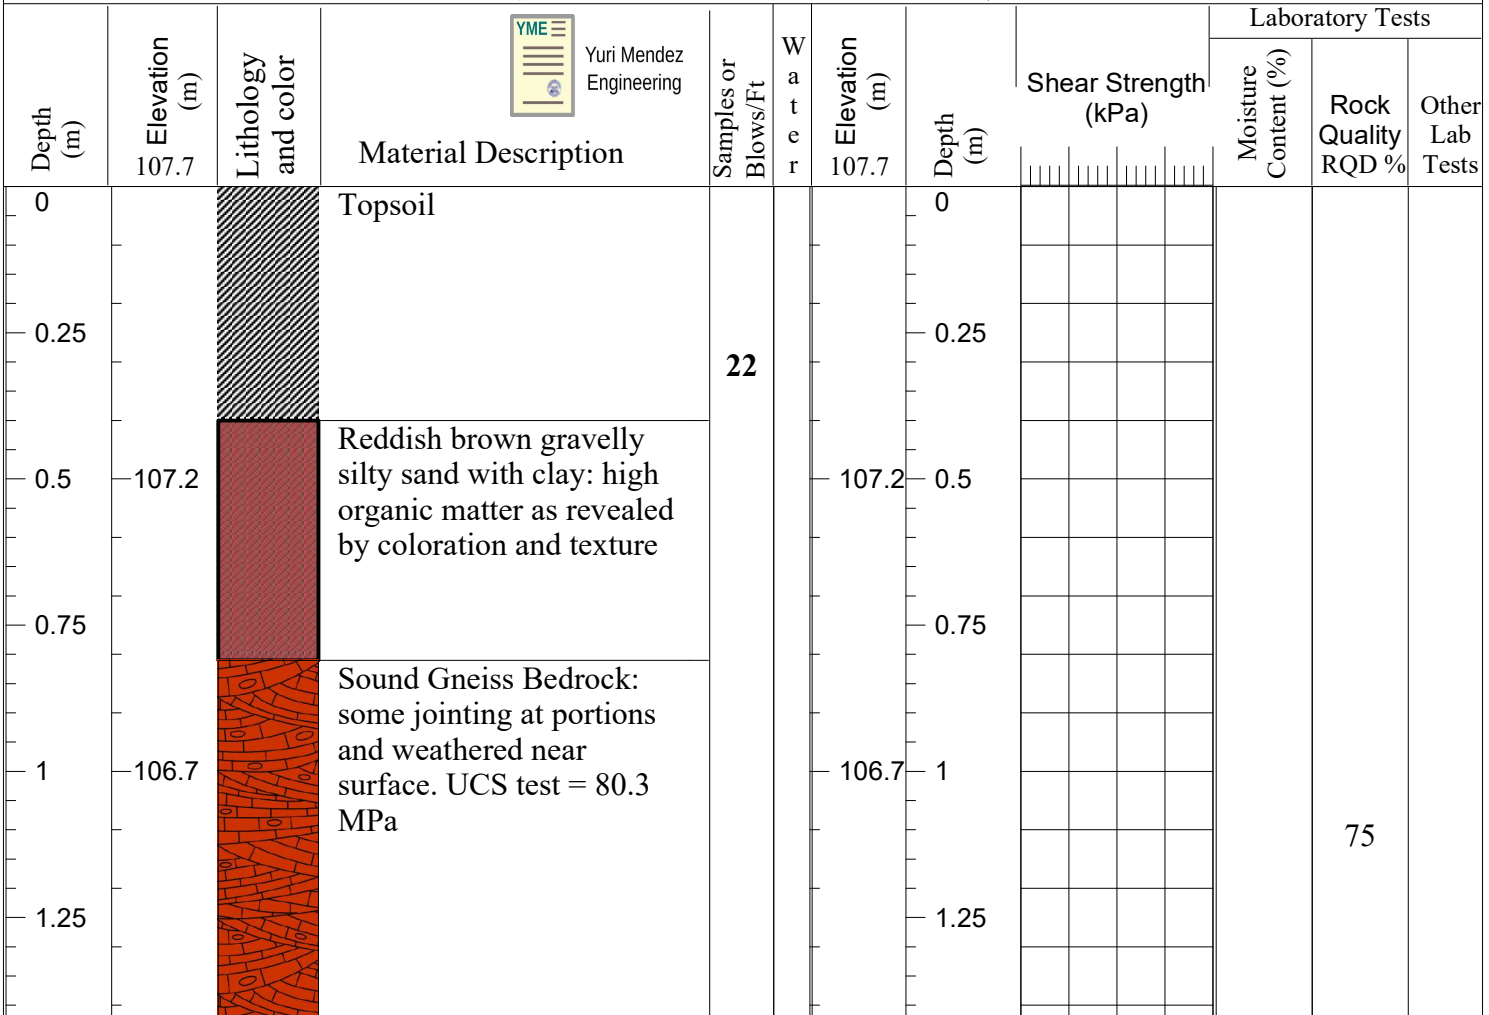 YME
Yuri Mendez
Engineering
Depth
(m)
Elevation
(m)
107.7
Lithology
and color
Material Description
Samples or
Blows/Ft
W
a
t
e
r
Elevation
(m)
107.7
Depth
(m)
Shear Strength
(kPa)
Laboratory Tests
Moisture
Content (%)
Rock
Quality
RQD %
Other
Lab
Tests
0
Topsoil
0
0.25
0.25
22
Reddish brown gravelly
silty sand with clay: high
organic matter as revealed
by coloration and texture
0.5
107.2
107.2
0.5
0.75
0.75
Sound Gneiss Bedrock:
some jointing at portions
and weathered near
surface. UCS test = 80.3
MPa
1
106.7
106.7
1
75
1.25
1.25